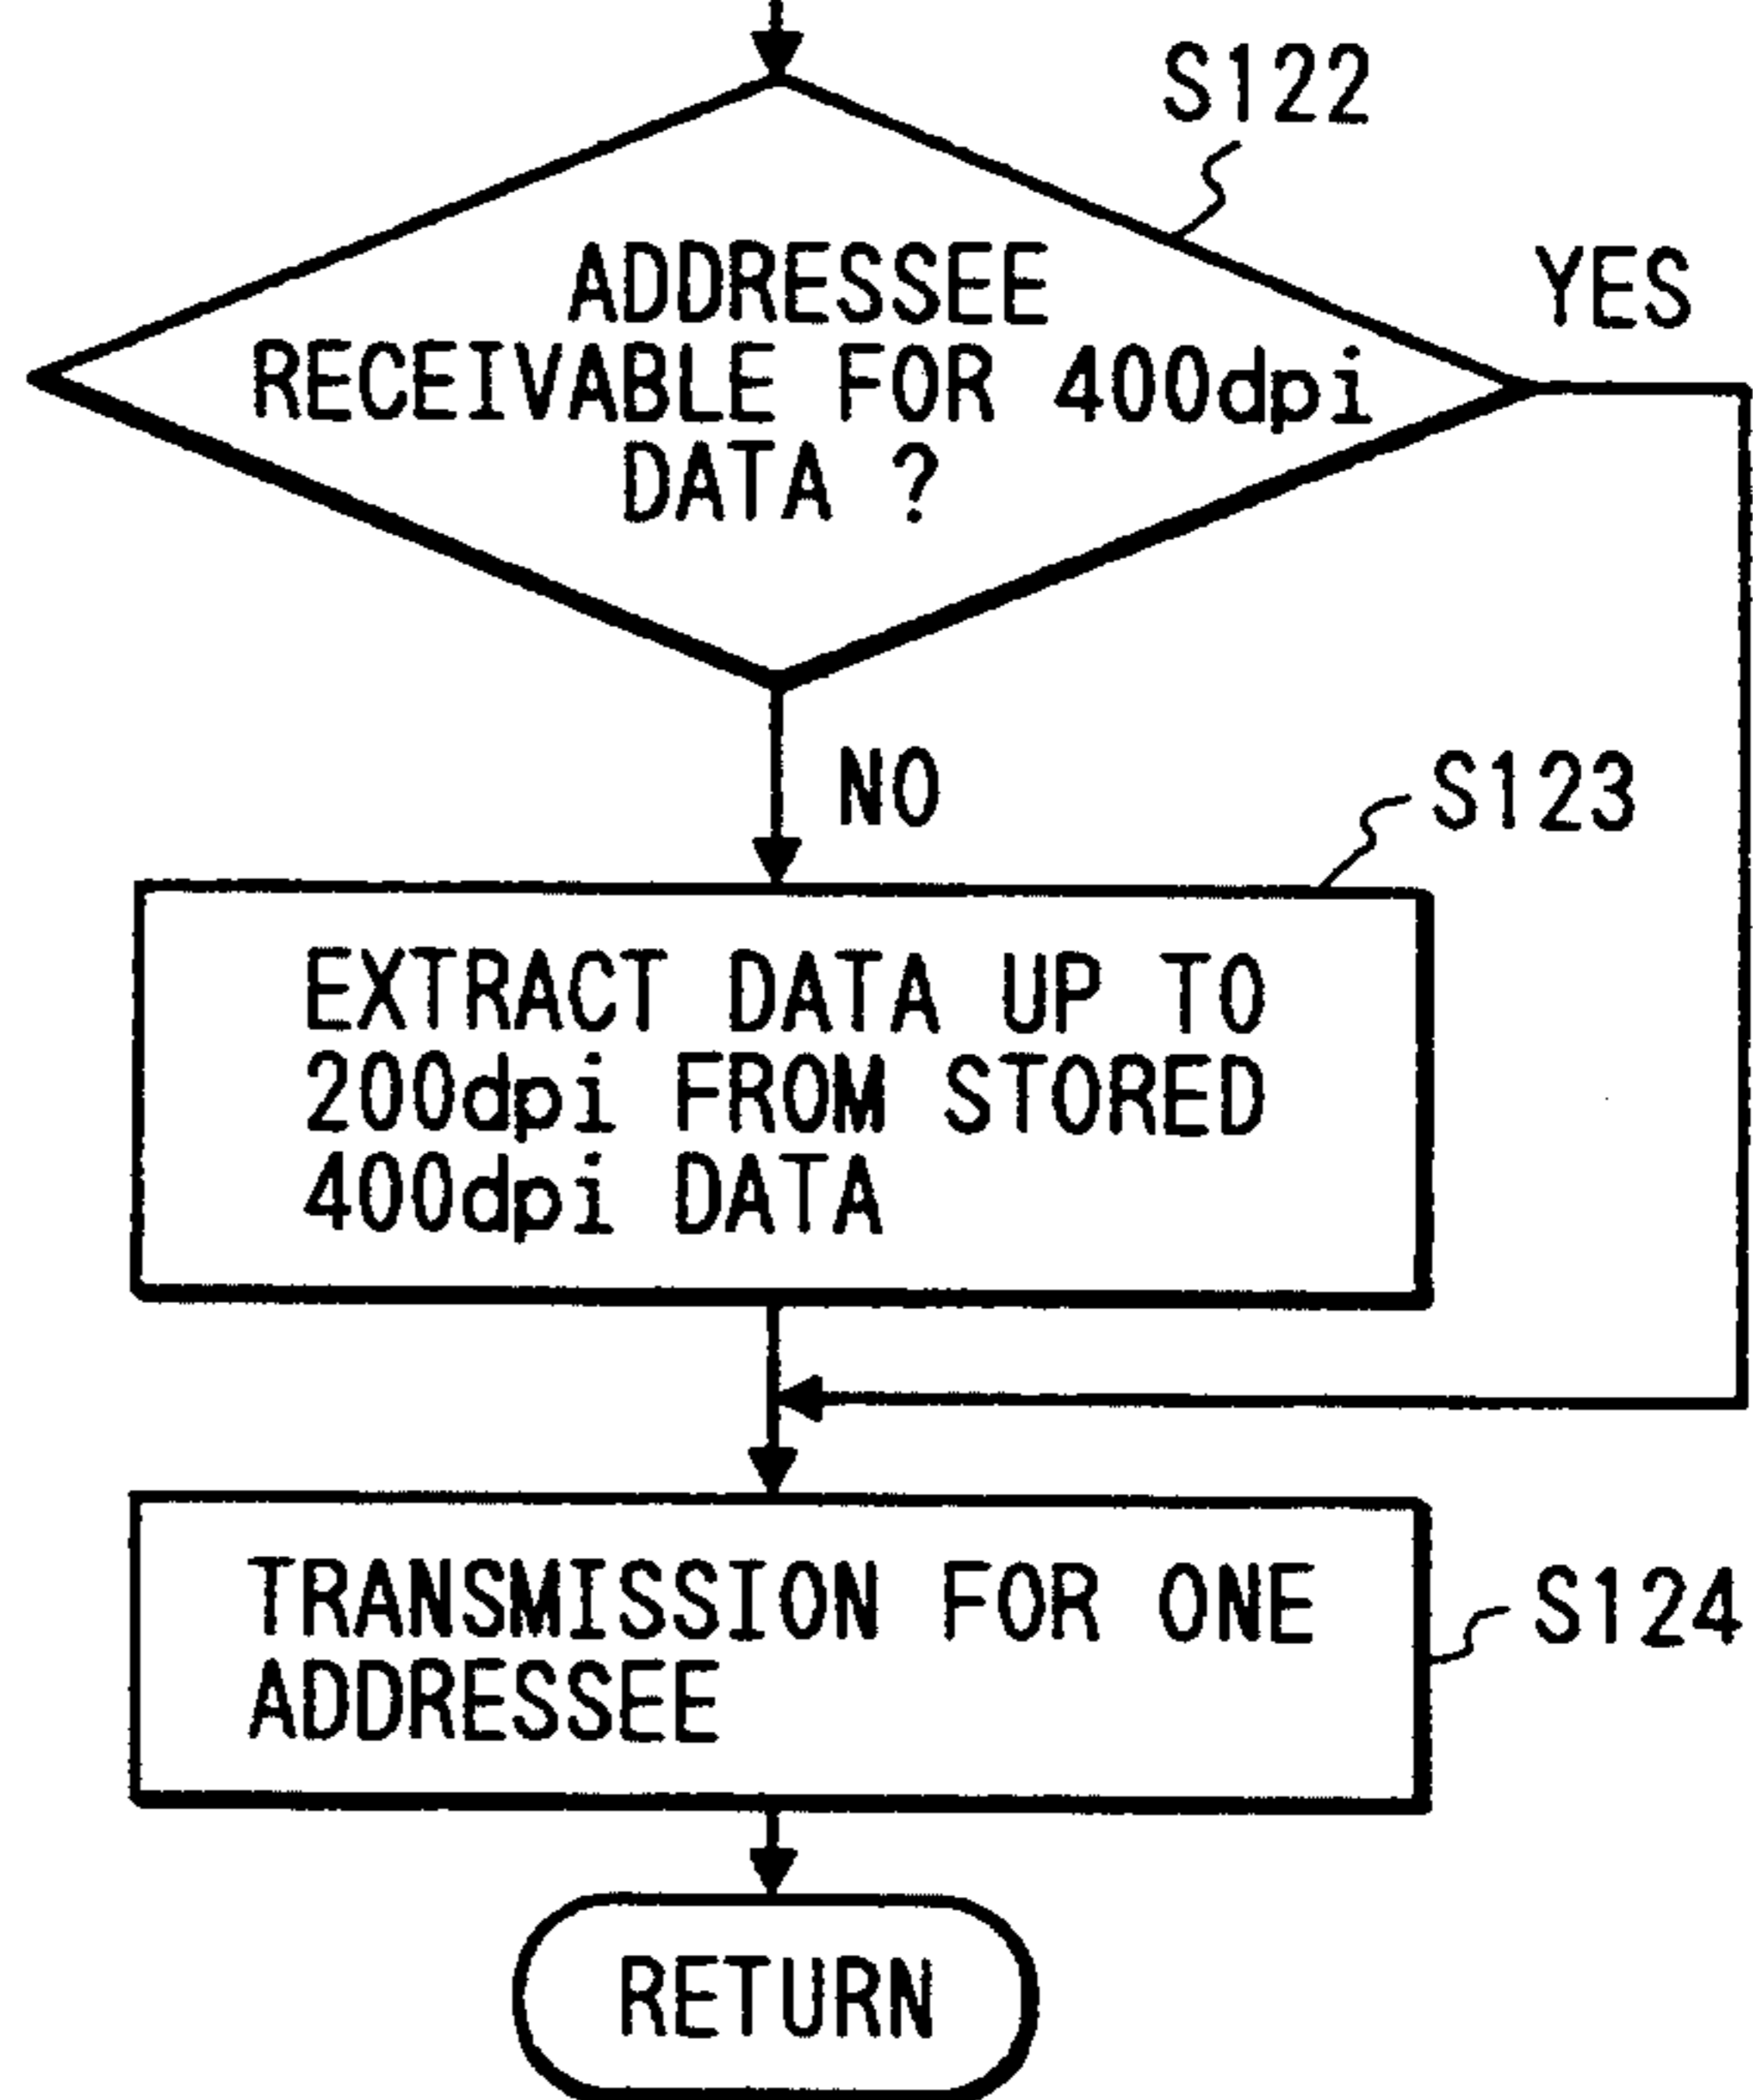 S122
ADDRESSEE
RECEIVABLE FOR 400dpi
DATA ?
YES
NO
S123
EXTRACT DATA UP TO
200dpi FROM STORED
400dpi DATA
TRANSMISSION FOR ONE
ADDRESSEE
S124
RETURN